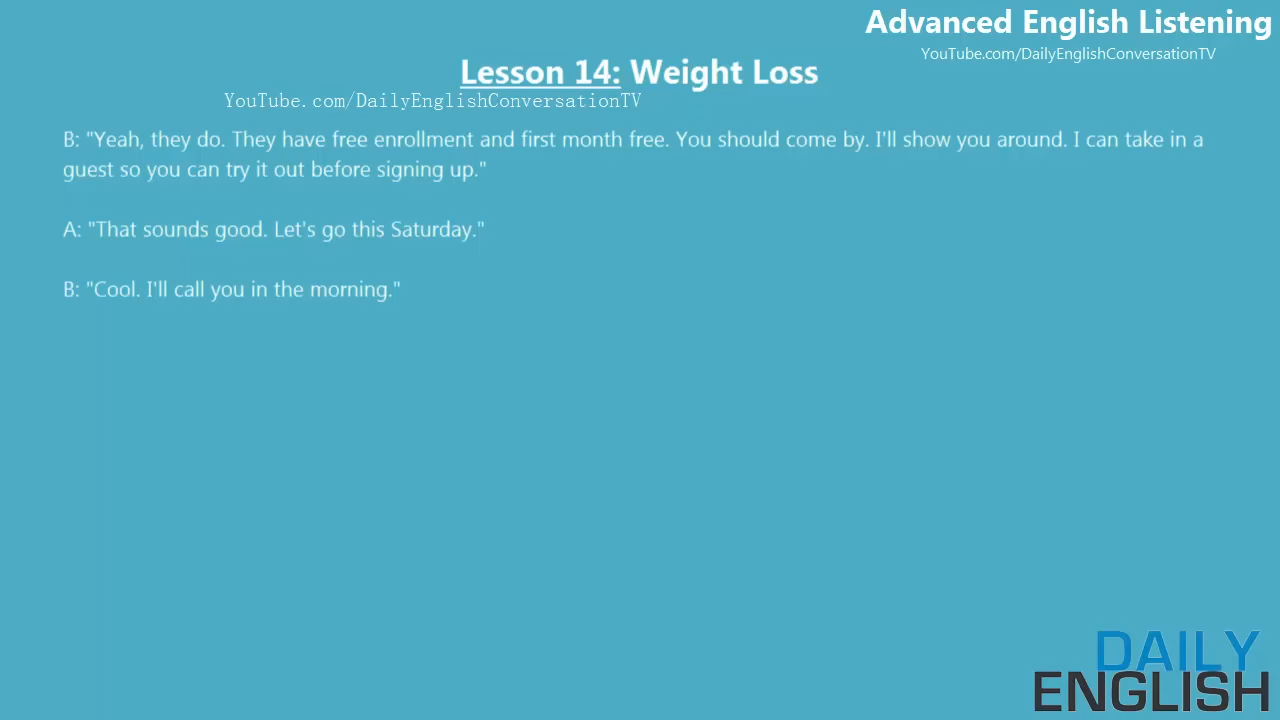 Advanced English Listening
YouTube.com/DailyEnglishConversationTV
Lesson 14: Weight Loss
YouTube.com/DailyEnglishConversationTV
B: "Yeah, they do. They have free enrollment and first month free. You should come by. I'll show you around. I can take in a
guest so you can try it out before signing up."
A: "That sounds good. Let's go this Saturday."
B: "Cool. I'll call you in the morning."
DAILY
ENGLISH